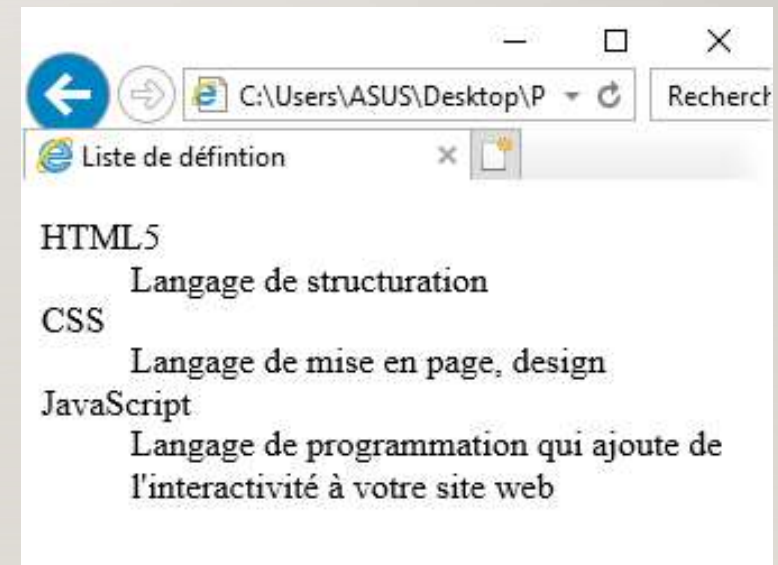 C:\Users\ASUS\Desktop\P
Recherch
Liste de défintion
HTML5
Langage de structuration
CSS
Langage de mise en page, design
JavaScript
Langage de programmation qui ajoute de
l'interactivité à votre site web